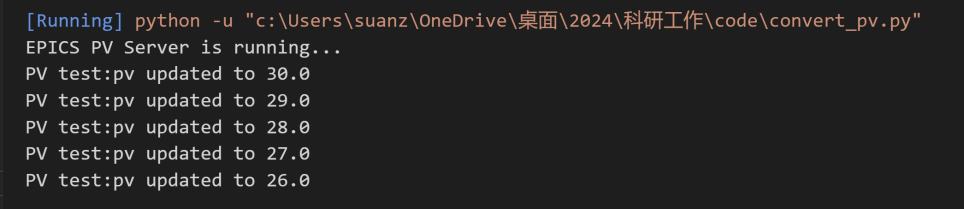 [Running] python -u "c:\Users\suanz\OneDrive\桌面\2024\科研工作\code\convert_pv.py"
EPICS PV Server is running...
PV test:pv updated to 30.0
PV test:pv updated to 29.0
PV test:pv updated to 28.0
PV test:pv updated to 27.0
PV test:pv updated to 26.0